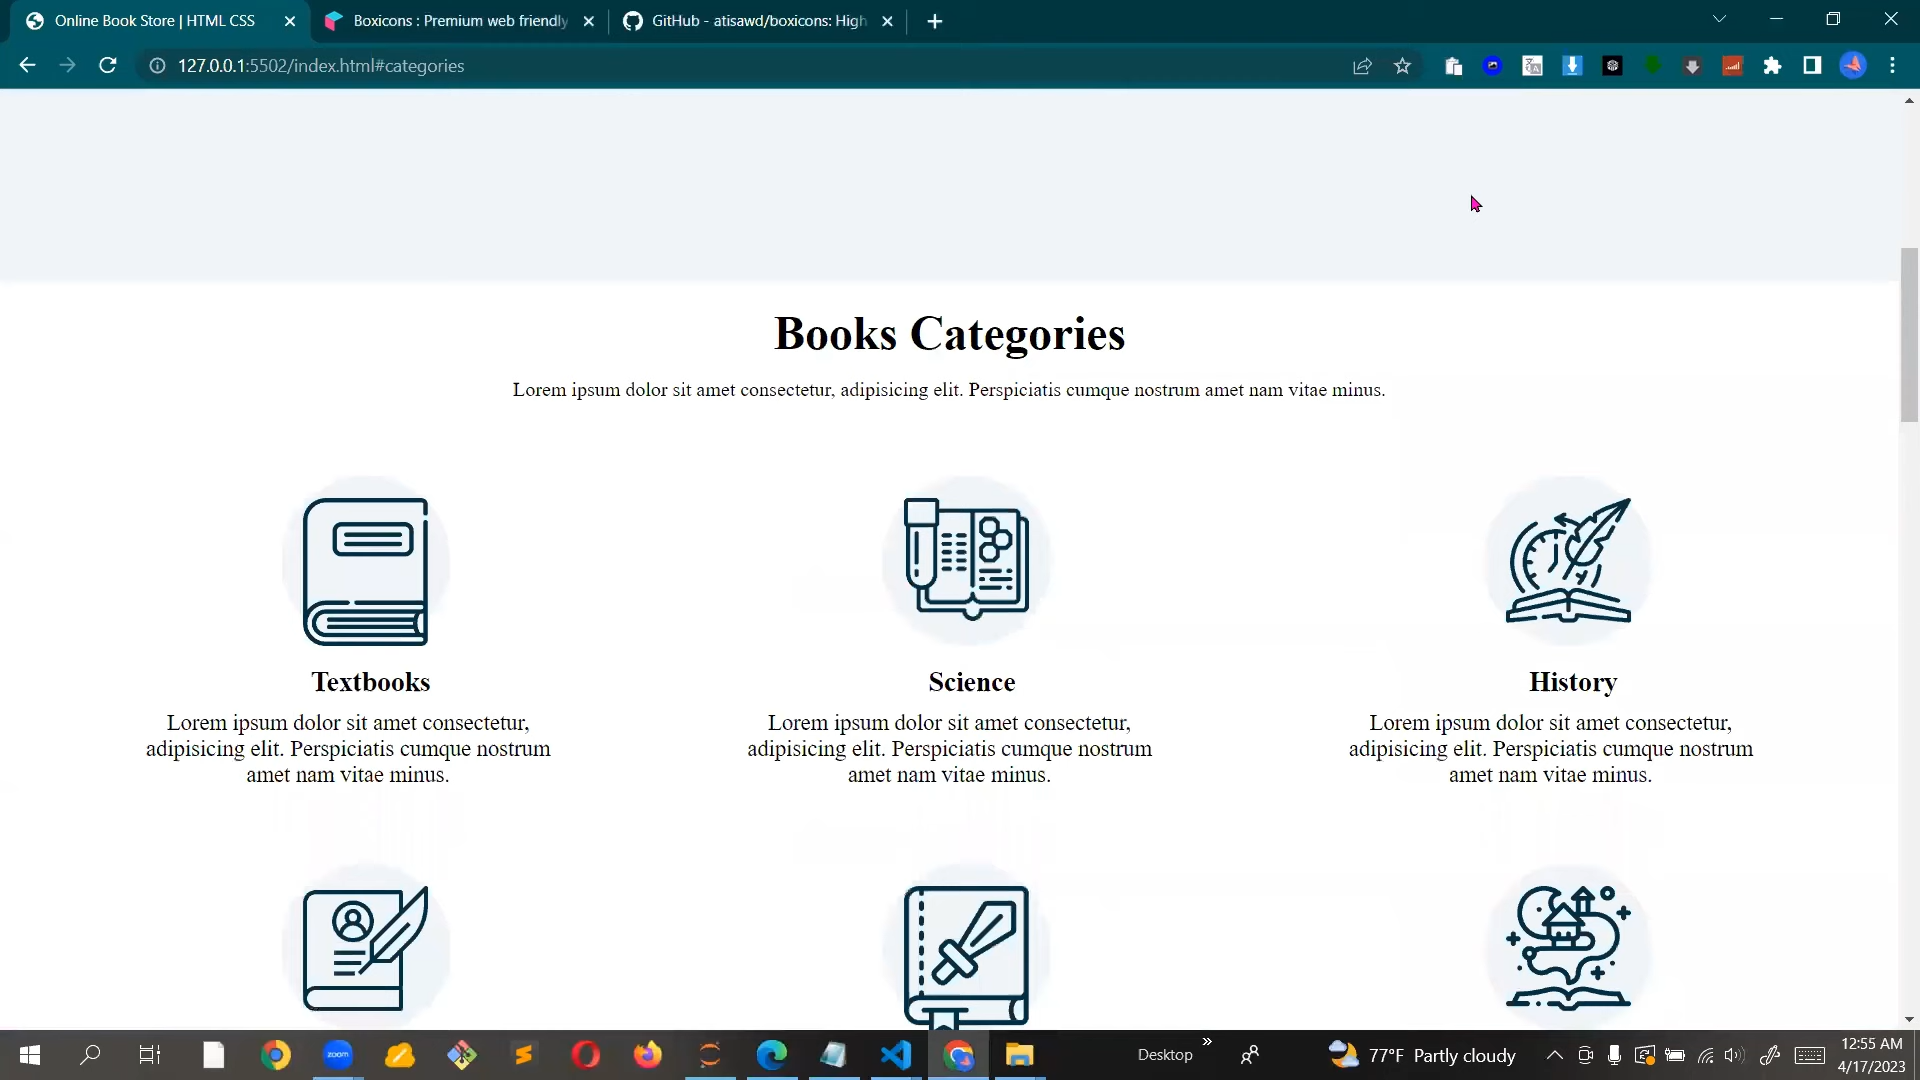 Online Book Store | HTML CSS
Boxicons : Premium web friendly
GitHub - atisawd/boxicons: High
127.0.0.1:5502/index.html#categories
Books Categories
Lorem ipsum dolor sit amet consectetur, adipisicing elit. Perspiciatis cumque nostrum amet nam vitae minus.
Textbooks
Lorem ipsum dolor sit amet consectetur,
adipisicing elit. Perspiciatis cumque nostrum
amet nam vitae minus.
Science
Lorem ipsum dolor sit amet consectetur,
adipisicing elit. Perspiciatis cumque nostrum
amet nam vitae minus.
History
Lorem ipsum dolor sit amet consectetur,
adipisicing elit. Perspiciatis cumque nostrum
amet nam vitae minus.
zoom
Desktop
77°F Partly cloudy
12:55 AM
4/17/2023